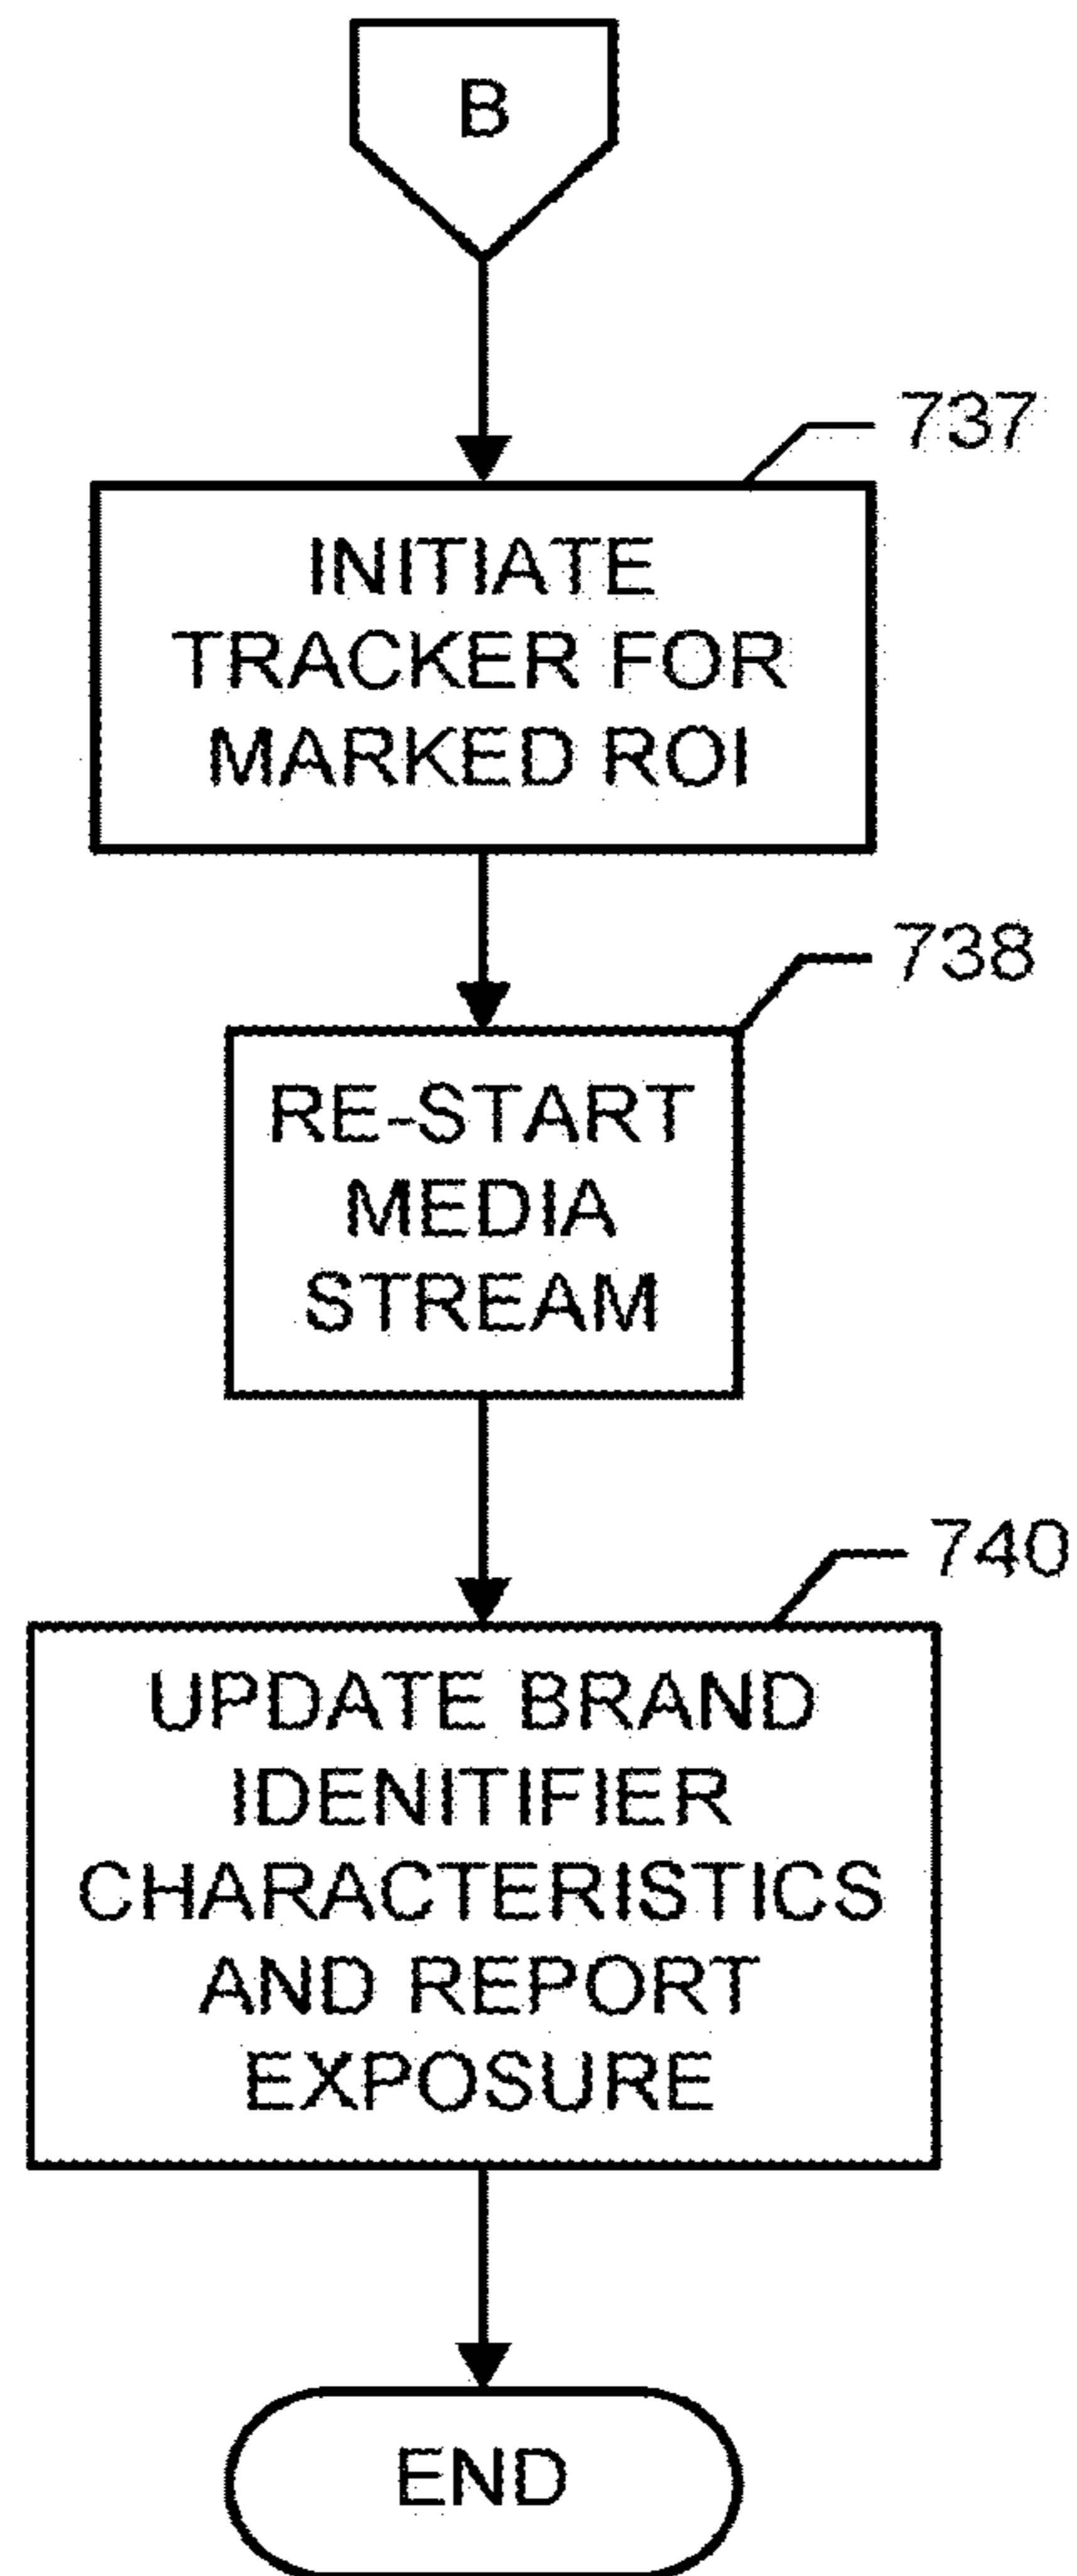 B
737
INITIATE
TRACKER FOR
MARKED ROI
738
RE-START
MEDIA
STREAM
740
UPDATE BRAND
IDENITIFIER
CHARACTERISTICS
AND REPORT
EXPOSURE
END